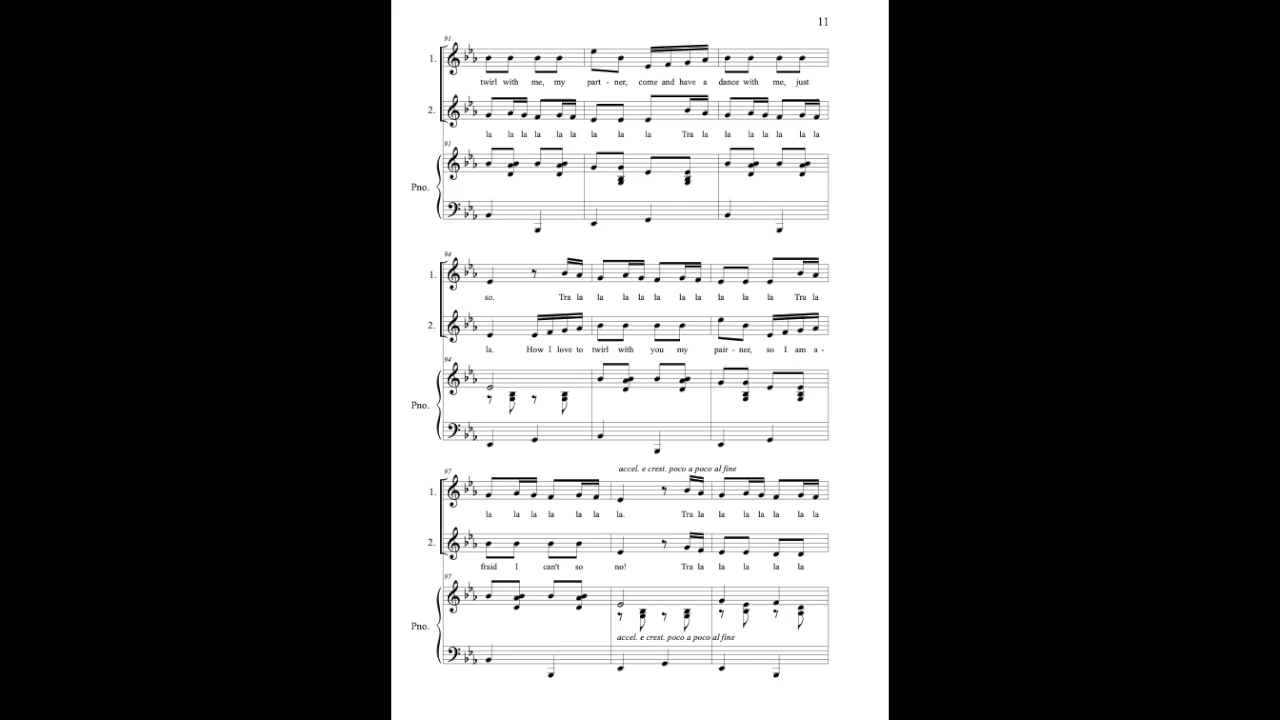 11
91
1.
twirl with me, my part - ner, come and have a dance with me, just
2.
la la la la la la la la la Tra la la la la la la la
91
Pno.
94
1.
so. Tra la la la la la la la la la la Tra la
2.
la. How I love to twirl with you my pair - ner, so I am a -
94
Pno.
97
accel. e crest. poco a poco al fine
1.
la la la la la la la. Tra la la la la la la la
2.
fraid I can't so no! Tra la la la la la
97
Pno.
accel. e crest. poco a poco al fine